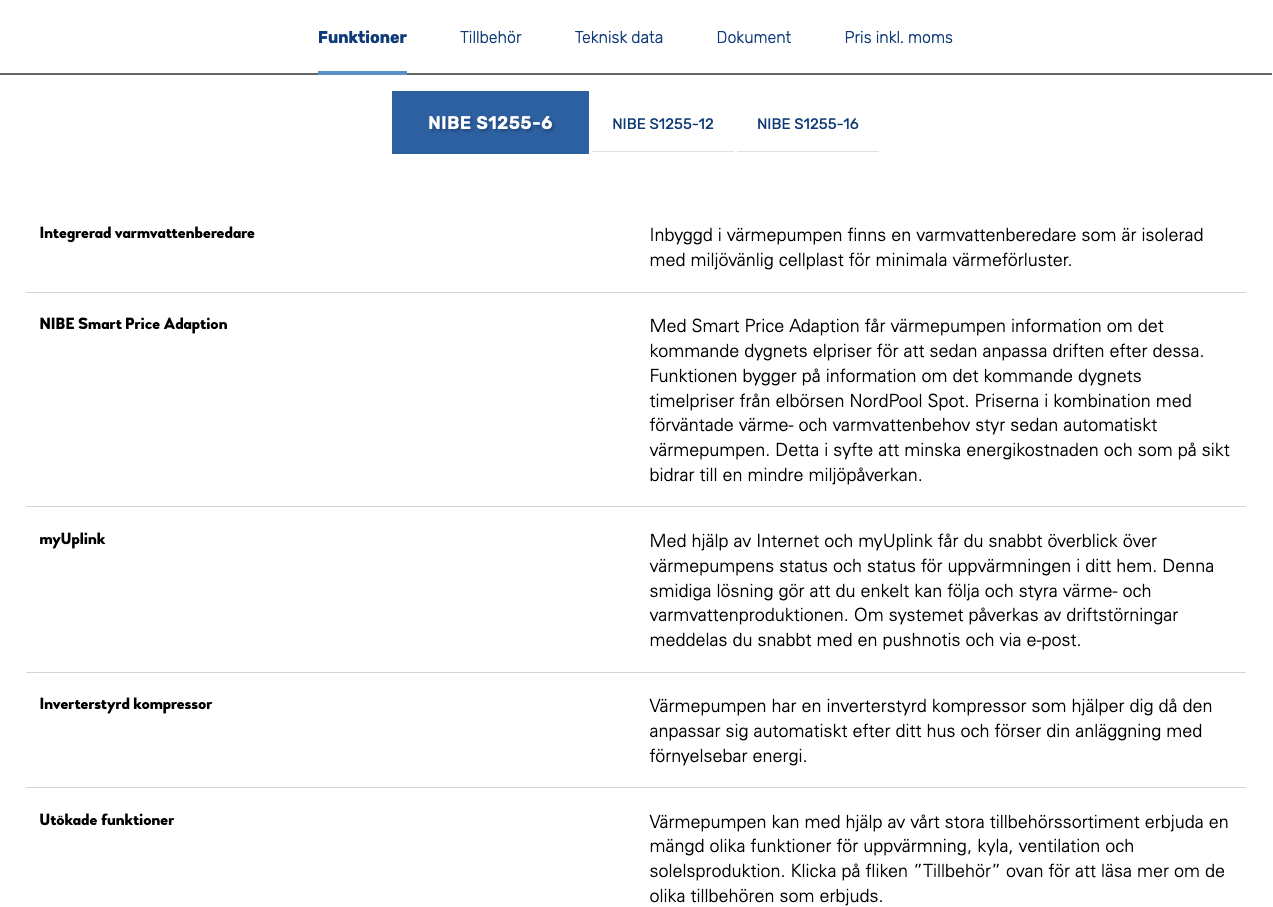 Funktioner Tillbehör Teknisk data Dokument Pris inkl. moms
NIBE S1255-6 NIBE S1255-12 NIBE S1255-16
Integrerad varmvattenberedare
Inbyggd i värmepumpen finns en varmvattenberedare som är isolerad
med miljövänlig cellplast för minimala värmeförluster.
NIBE Smart Price Adaption
Med Smart Price Adaption får värmepumpen information om det
kommande dygnets elpriser för att sedan anpassa driften efter dessa.
Funktionen bygger på information om det kommande dygnets
timelpriser från elbörsen NordPool Spot. Priserna i kombination med
förväntade värme- och varmvattenbehov styr sedan automatiskt
värmepumpen. Detta i syfte att minska energikostnaden och som på sikt
bidrar till en mindre miljöpåverkan.
myUplink
Med hjälp av Internet och myUplink får du snabbt överblick över
värmepumpens status och status för uppvärmningen i ditt hem. Denna
smidiga lösning gör att du enkelt kan följa och styra värme- och
varmvattenproduktionen. Om systemet påverkas av driftstörningar
meddelas du snabbt med en pushnotis och via e-post.
Inverterstyrd kompressor
Värmepumpen har en inverterstyrd kompressor som hjälper dig då den
anpassar sig automatiskt efter ditt hus och förser din anläggning med
förnyelsebar energi.
Utökade funktioner
Värmepumpen kan med hjälp av vårt stora tillbehörssortiment erbjuda en
mängd olika funktioner för uppvärmning, kyla, ventilation och
solelsproduktion. Klicka på fliken ”Tillbehör” ovan för att läsa mer om de
olika tillbehören som erbjuds.